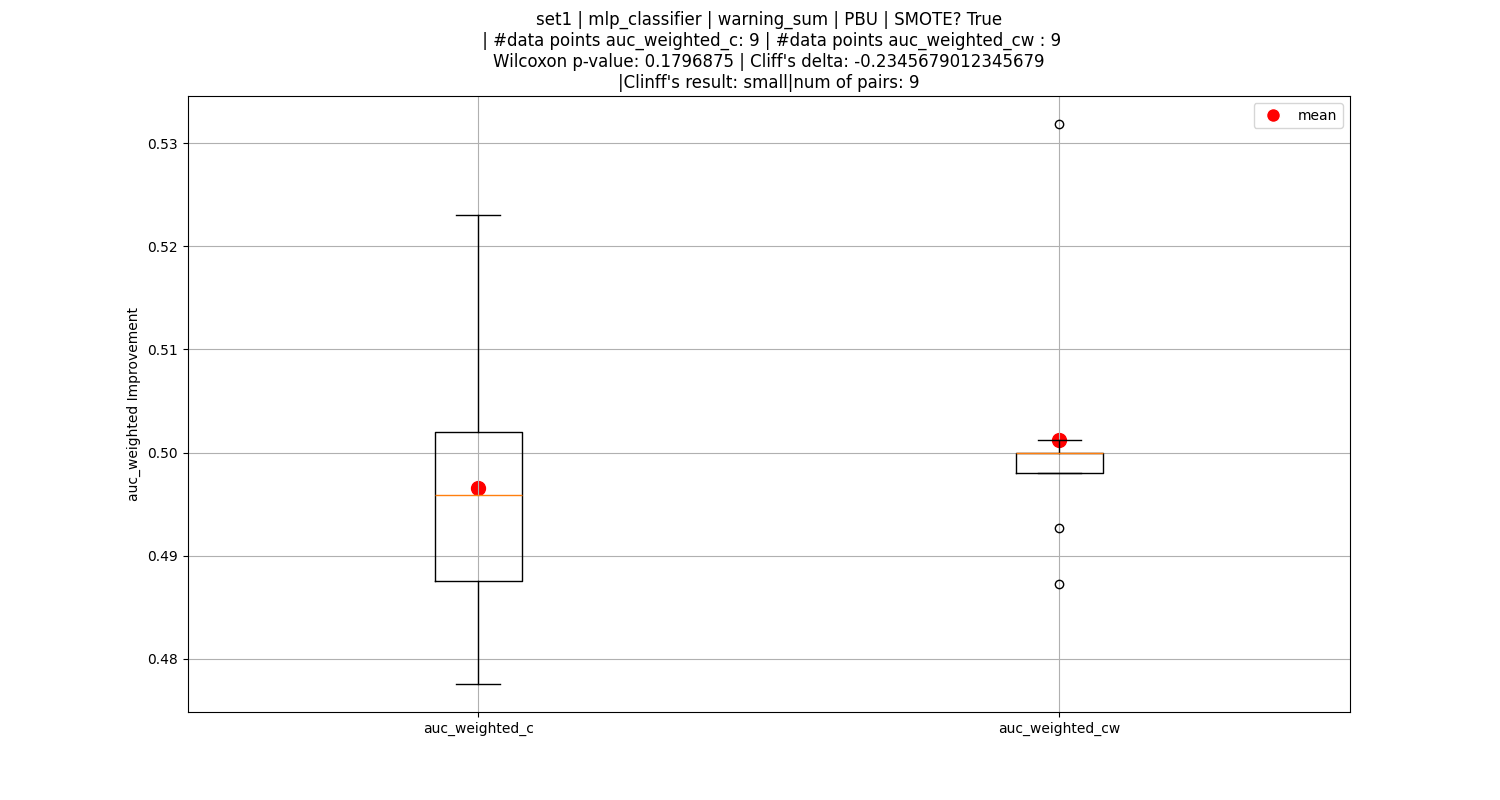 set1 | mlp_classifier | warning_sum | PBU | SMOTE? True
| #data points auc_weighted_c: 9 | #data points auc_weighted_cw : 9
Wilcoxon p-value: 0.1796875 | Cliff's delta: -0.2345679012345679
|Clinff's result: small|num of pairs: 9
mean
0.53
0.52
0.51
0.50
0.49
0.48
auc_weighted Improvement
auc_weighted_c
auc_weighted_cw